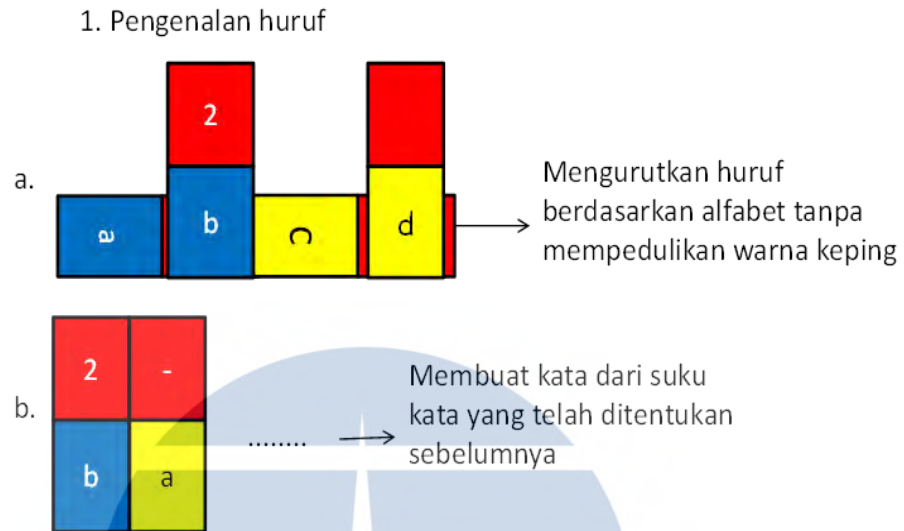 1. Pengenalan huruf
2
a.
a b C d
Mengurutkan huruf
berdasarkan alfabet tanpa
mempedulikan warna keping
2 -
b.
b a
........
Membuat kata dari suku
kata yang telah ditentukan
sebelumnya